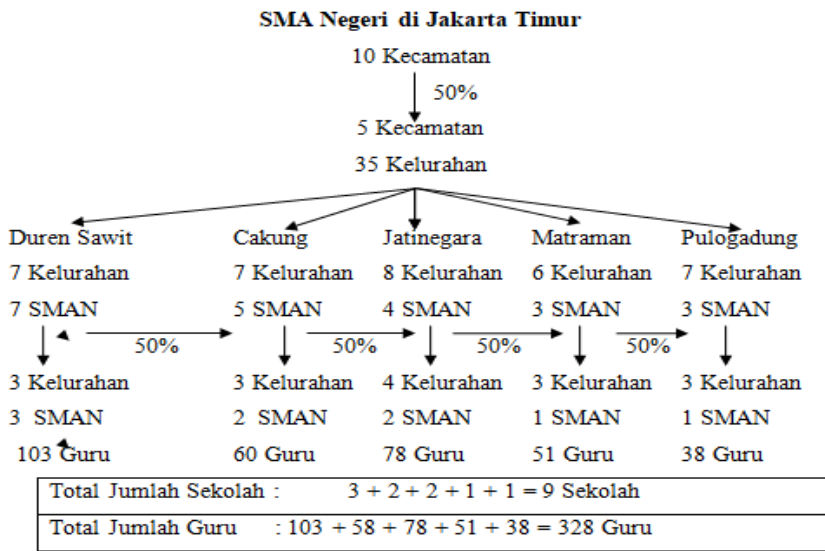 SMA Negeri di Jakarta Timur
10 Kecamatan
50%
5 Kecamatan
35 Kelurahan
Duren Sawit Cakung Jatinegara Matraman Pulogadung
7 Kelurahan 7 Kelurahan 8 Kelurahan 6 Kelurahan 7 Kelurahan
7 SMAN 5 SMAN 4 SMAN 3 SMAN 3 SMAN
50% 50% 50% 50%
3 Kelurahan 3 Kelurahan 4 Kelurahan 3 Kelurahan 3 Kelurahan
3 SMAN 2 SMAN 2 SMAN 1 SMAN 1 SMAN
103 Guru 60 Guru 78 Guru 51 Guru 38 Guru
Total Jumlah Sekolah : 3 + 2 + 2 + 1 + 1 = 9 Sekolah
Total Jumlah Guru : 103 + 58 + 78 + 51 + 38 = 328 Guru